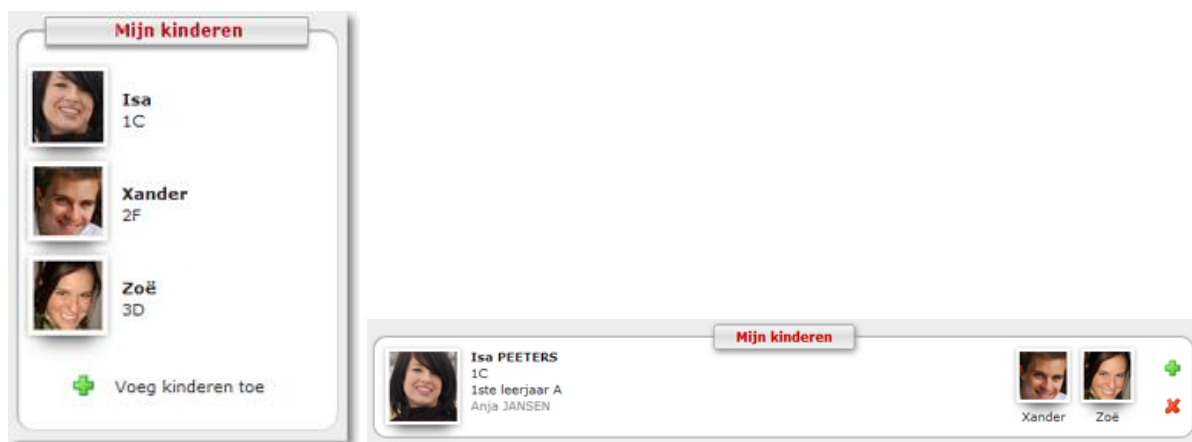 Mijn kinderen
Isa
1C
Xander
2F
Zoë
3D
Voeg kinderen toe
Mijn kinderen
Isa PEETERS
1C
1ste leerjaar A
Anja JANSEN
Xander Zoë